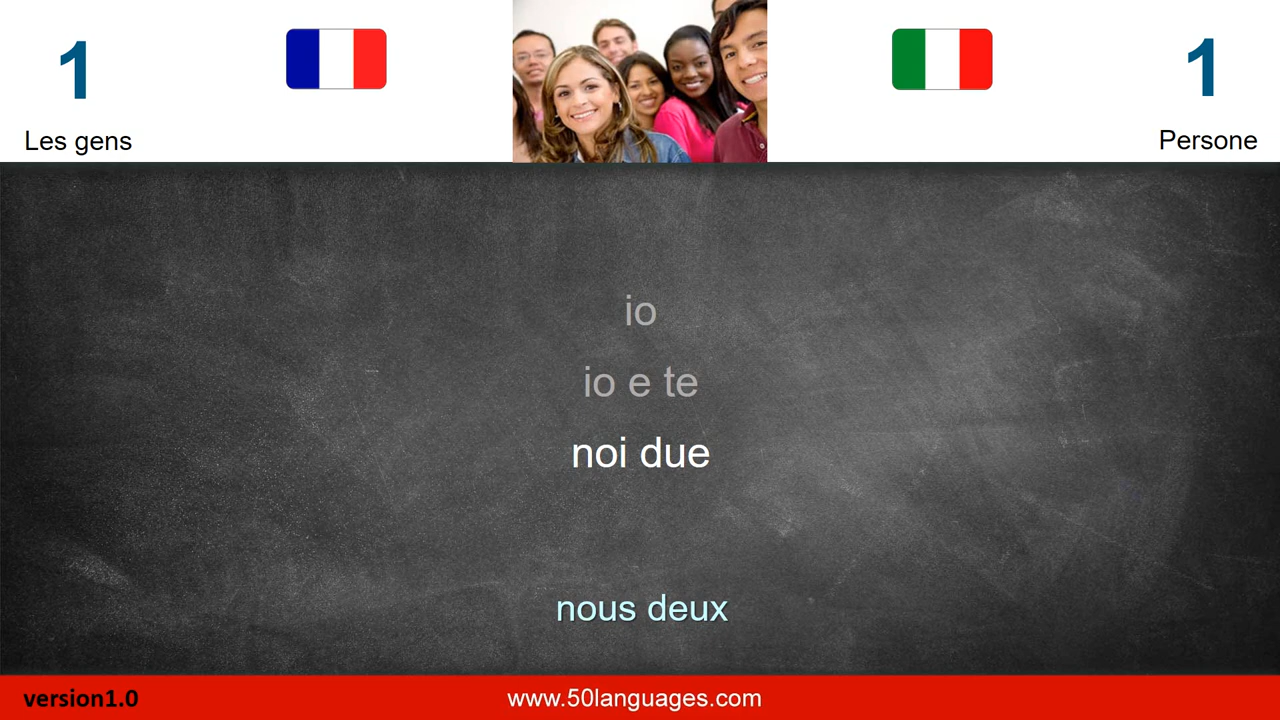 1
1
Les gens
Persone
io
io e te
noi due
nous deux
version1.0
www.50languages.com